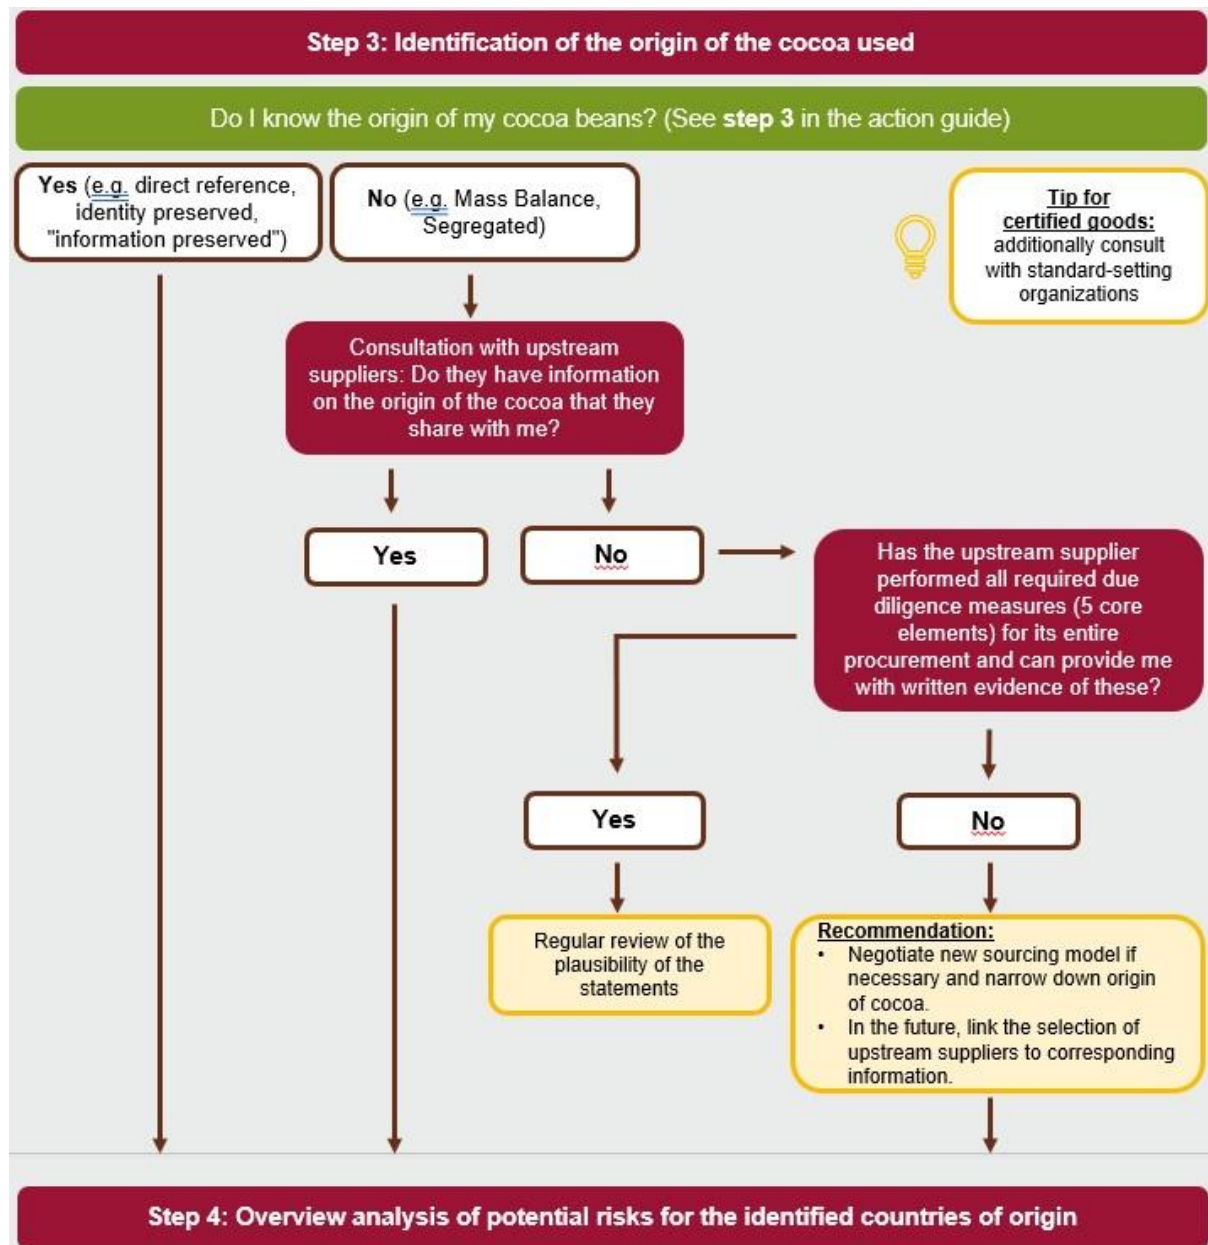 Step 3: Identification of the origin of the cocoa used
Do I know the origin of my cocoa beans? (See step 3 in the action guide)
Yes (e.g. direct reference,
identity preserved,
"information preserved")
No (e.g. Mass Balance,
Segregated)
Tip for
certified goods:
additionally consult
with standard-setting
organizations
Consultation with upstream
suppliers: Do they have information
on the origin of the cocoa that they
share with me?
Yes
No
Has the upstream supplier
performed all required due
diligence measures (5 core
elements) for its entire
procurement and can provide me
with written evidence of these?
Yes
No
Regular review of the
plausibility of the
statements
Recommendation:
• Negotiate new sourcing model if
necessary and narrow down origin
of cocoa.
• In the future, link the selection of
upstream suppliers to corresponding
information.
Step 4: Overview analysis of potential risks for the identified countries of origin